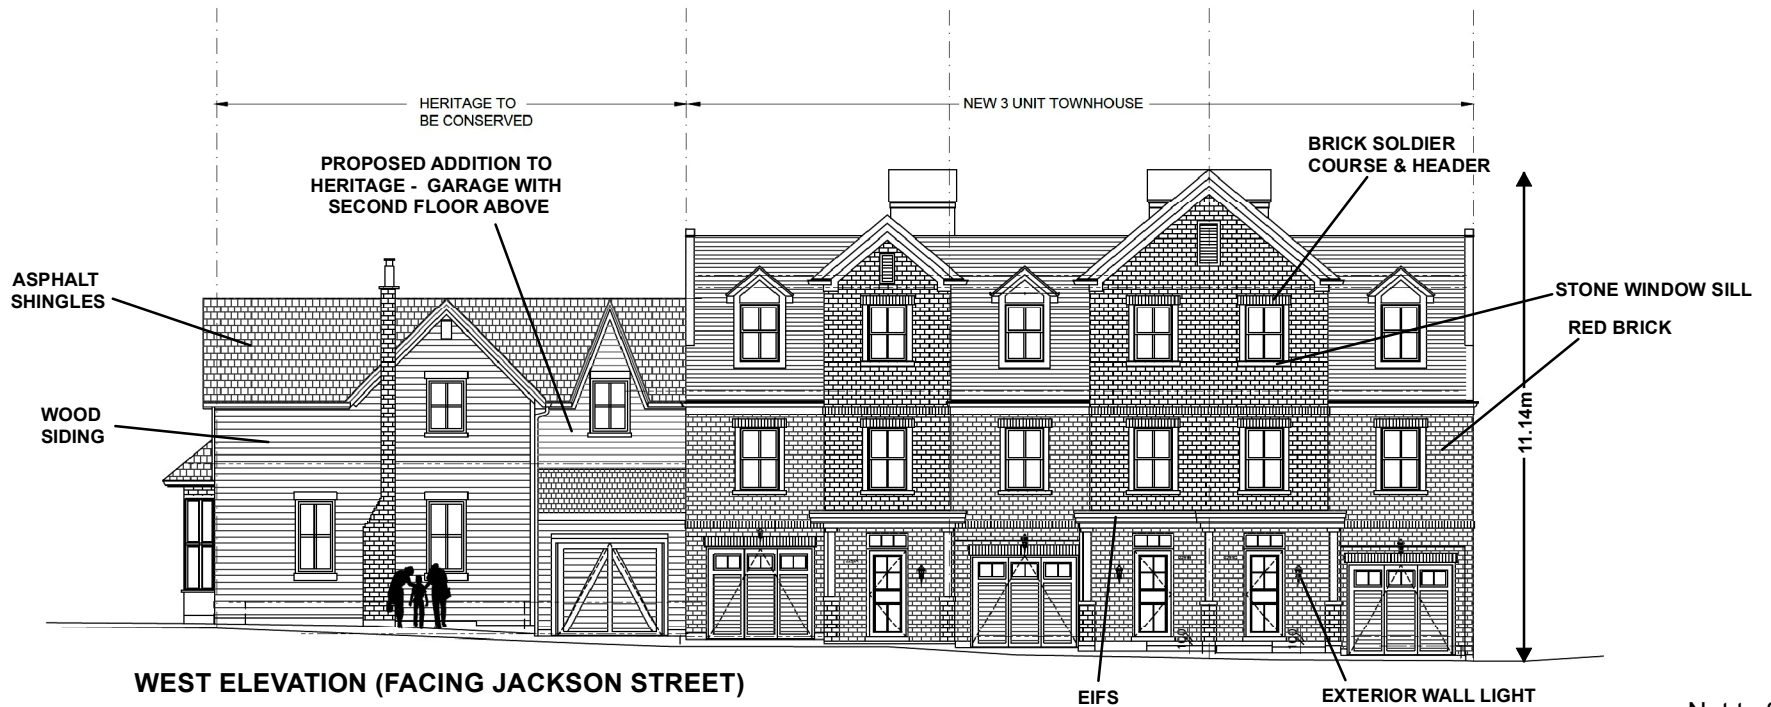 HERITAGE TO
BE CONSERVED
NEW 3 UNIT TOWNHOUSE
PROPOSED ADDITION TO
HERITAGE - GARAGE WITH
SECOND FLOOR ABOVE
BRICK SOLDIER
COURSE & HEADER
ASPHALT
SHINGLES
STONE WINDOW SILL
RED BRICK
WOOD
SIDING
11.14m
WEST ELEVATION (FACING JACKSON STREET)
EIFS
EXTERIOR WALL LIGHT